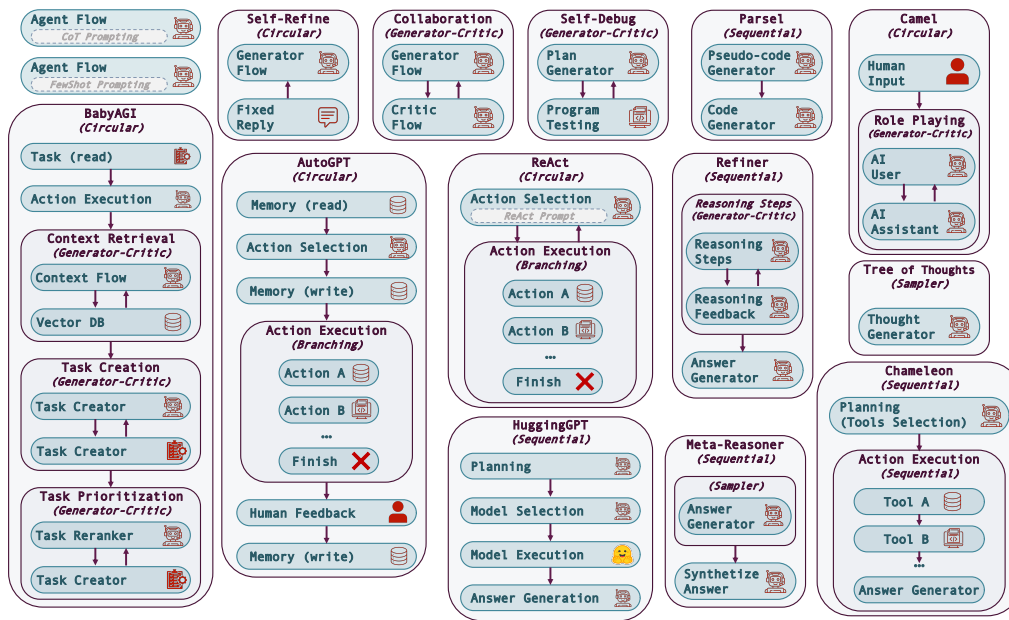 Agent Flow
CoT Prompting
Agent Flow
FewShot Prompting
BabyAGI
(Circular)
Task (read)
Action Execution
Context Retrieval
(Generator-Critic)
Context Flow
Vector DB
Task Creation
(Generator-Critic)
Task Creator
Task Creator
Task Prioritization
(Generator-Critic)
Task Reranker
Task Creator
Self-Refine
(Circular)
Generator
Flow
Fixed
Reply
Collaboration
(Generator-Critic)
Generator
Flow
Critic
Flow
Self-Debug
(Generator-Critic)
Plan
Generator
Program
Testing
Parsel
(Sequential)
Pseudo-code
Generator
Code
Generator
Camel
(Circular)
Human
Input
Role Playing
(Generator-Critic)
AI
User
AI
Assistant
AutoGPT
(Circular)
Memory (read)
Action Selection
Memory (write)
Action Execution
(Branching)
Action A
Action B
...
Finish
Human Feedback
Memory (write)
ReAct
(Circular)
Action Selection
ReAct Prompt
Action Execution
(Branching)
Action A
Action B
...
Finish
Refiner
(Sequential)
Reasoning Steps
(Generator-Critic)
Reasoning
Steps
Reasoning
Feedback
Answer
Generator
Tree of Thoughts
(Sampler)
Thought
Generator
HuggingGPT
(Sequential)
Planning
Model Selection
Model Execution
Answer Generation
Meta-Reasoner
(Sequential)
(Sampler)
Answer
Generator
Synthetize
Answer
Chameleon
(Sequential)
Planning
(Tools Selection)
Action Execution
(Sequential)
Tool A
Tool B
...
Answer Generator